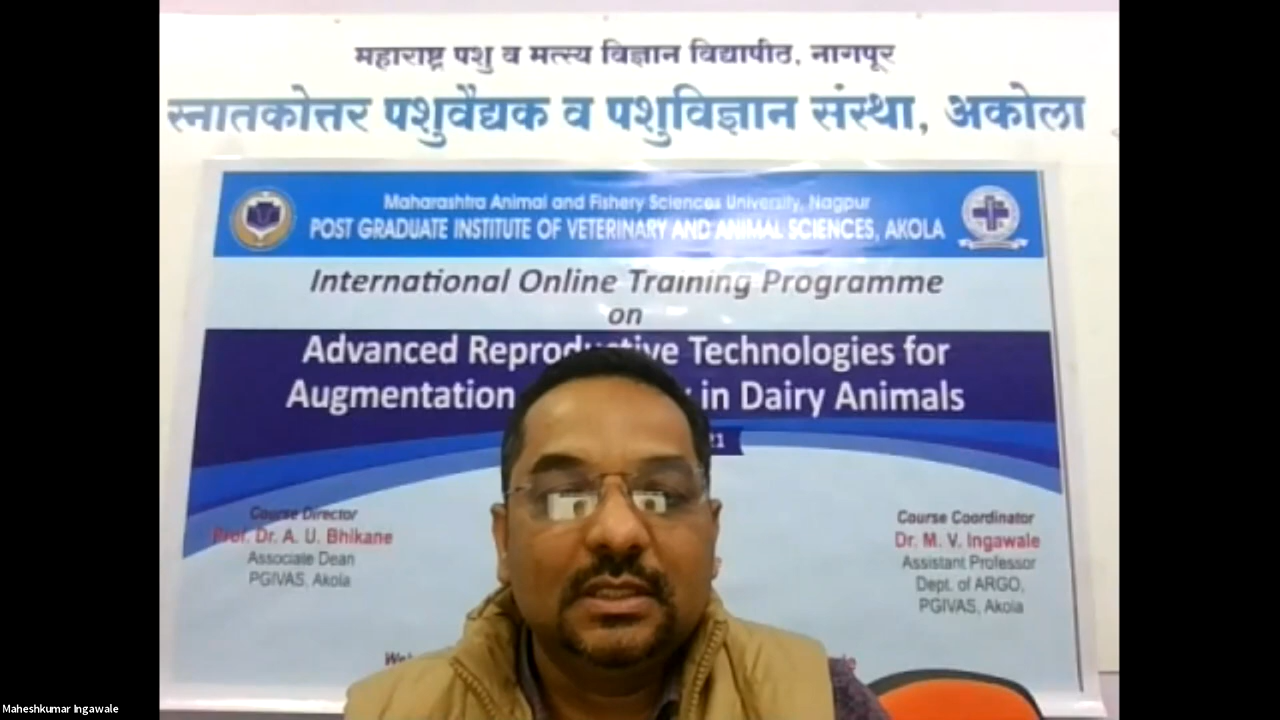 महाराष्ट्र पशु व मत्स्य विज्ञान विद्यापीठ, नागपूर
स्नातकोत्तर पशुवैद्यक व पशुविज्ञान संस्था, अकोला
Maharashtra Animal and Fishery Sciences University, Nagpur
POST GRADUATE INSTITUTE OF VETERINARY AND ANIMAL SCIENCES, AKOLA
International Online Training Programme
on
Advanced Reproductive Technologies for
Augmentation in Dairy Animals
21
Course Director
Prof. Dr. A. U. Bhikane
Associate Dean
PGIVAS, Akola
Course Coordinator
Dr. M. V. Ingawale
Assistant Professor
Dept. of ARGO,
PGIVAS, Akola
Maheshkumar Ingawale